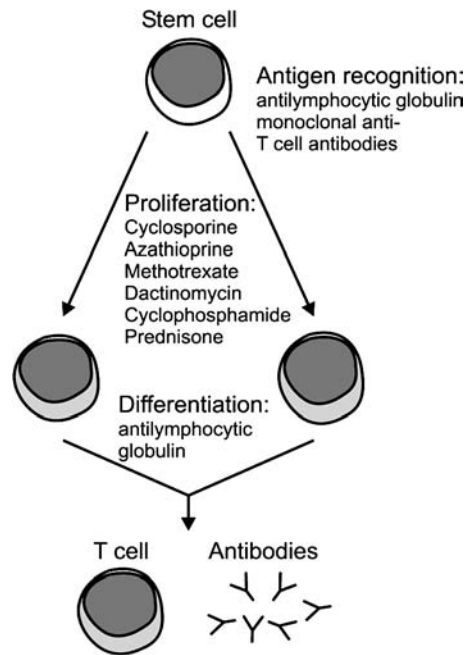 Stem cell
Antigen recognition:
antilymphocytic globulin
monoclonal anti-
T cell antibodies
Proliferation:
Cyclosporine
Azathioprine
Methotrexate
Dactinomycin
Cyclophosphamide
Prednisone
Differentiation:
antilymphocytic
globulin
T cell
Antibodies